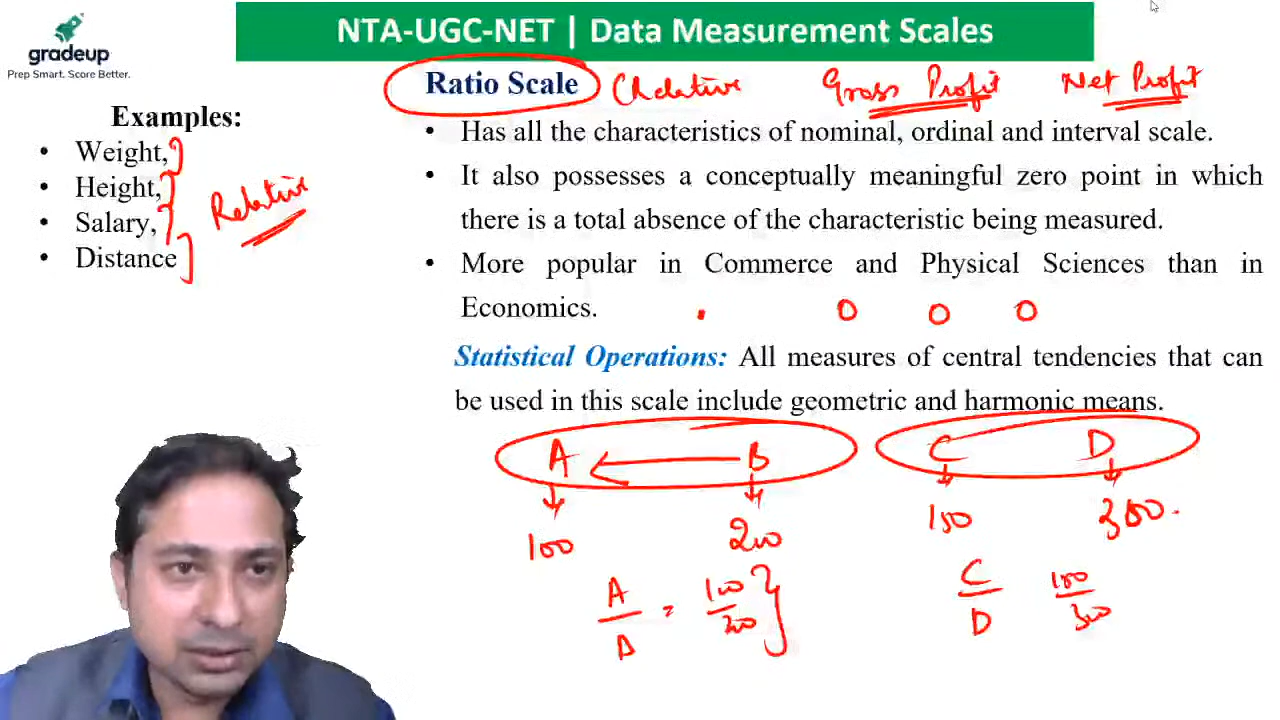 gradeup
Prep Smart. Score Better.
NTA-UGC-NET | Data Measurement Scales
Ratio Scale (Relative Gross Profit Net Profit
Examples:
• Weight,
• Height,
• Salary,
• Distance
Relative
• Has all the characteristics of nominal, ordinal and interval scale.
• It also possesses a conceptually meaningful zero point in which
there is a total absence of the characteristic being measured.
• More popular in Commerce and Physical Sciences than in
Economics.
0 0 0
Statistical Operations: All measures of central tendencies that can
be used in this scale include geometric and harmonic means.
A B C D
100 200 150 300
A = 100 C
D